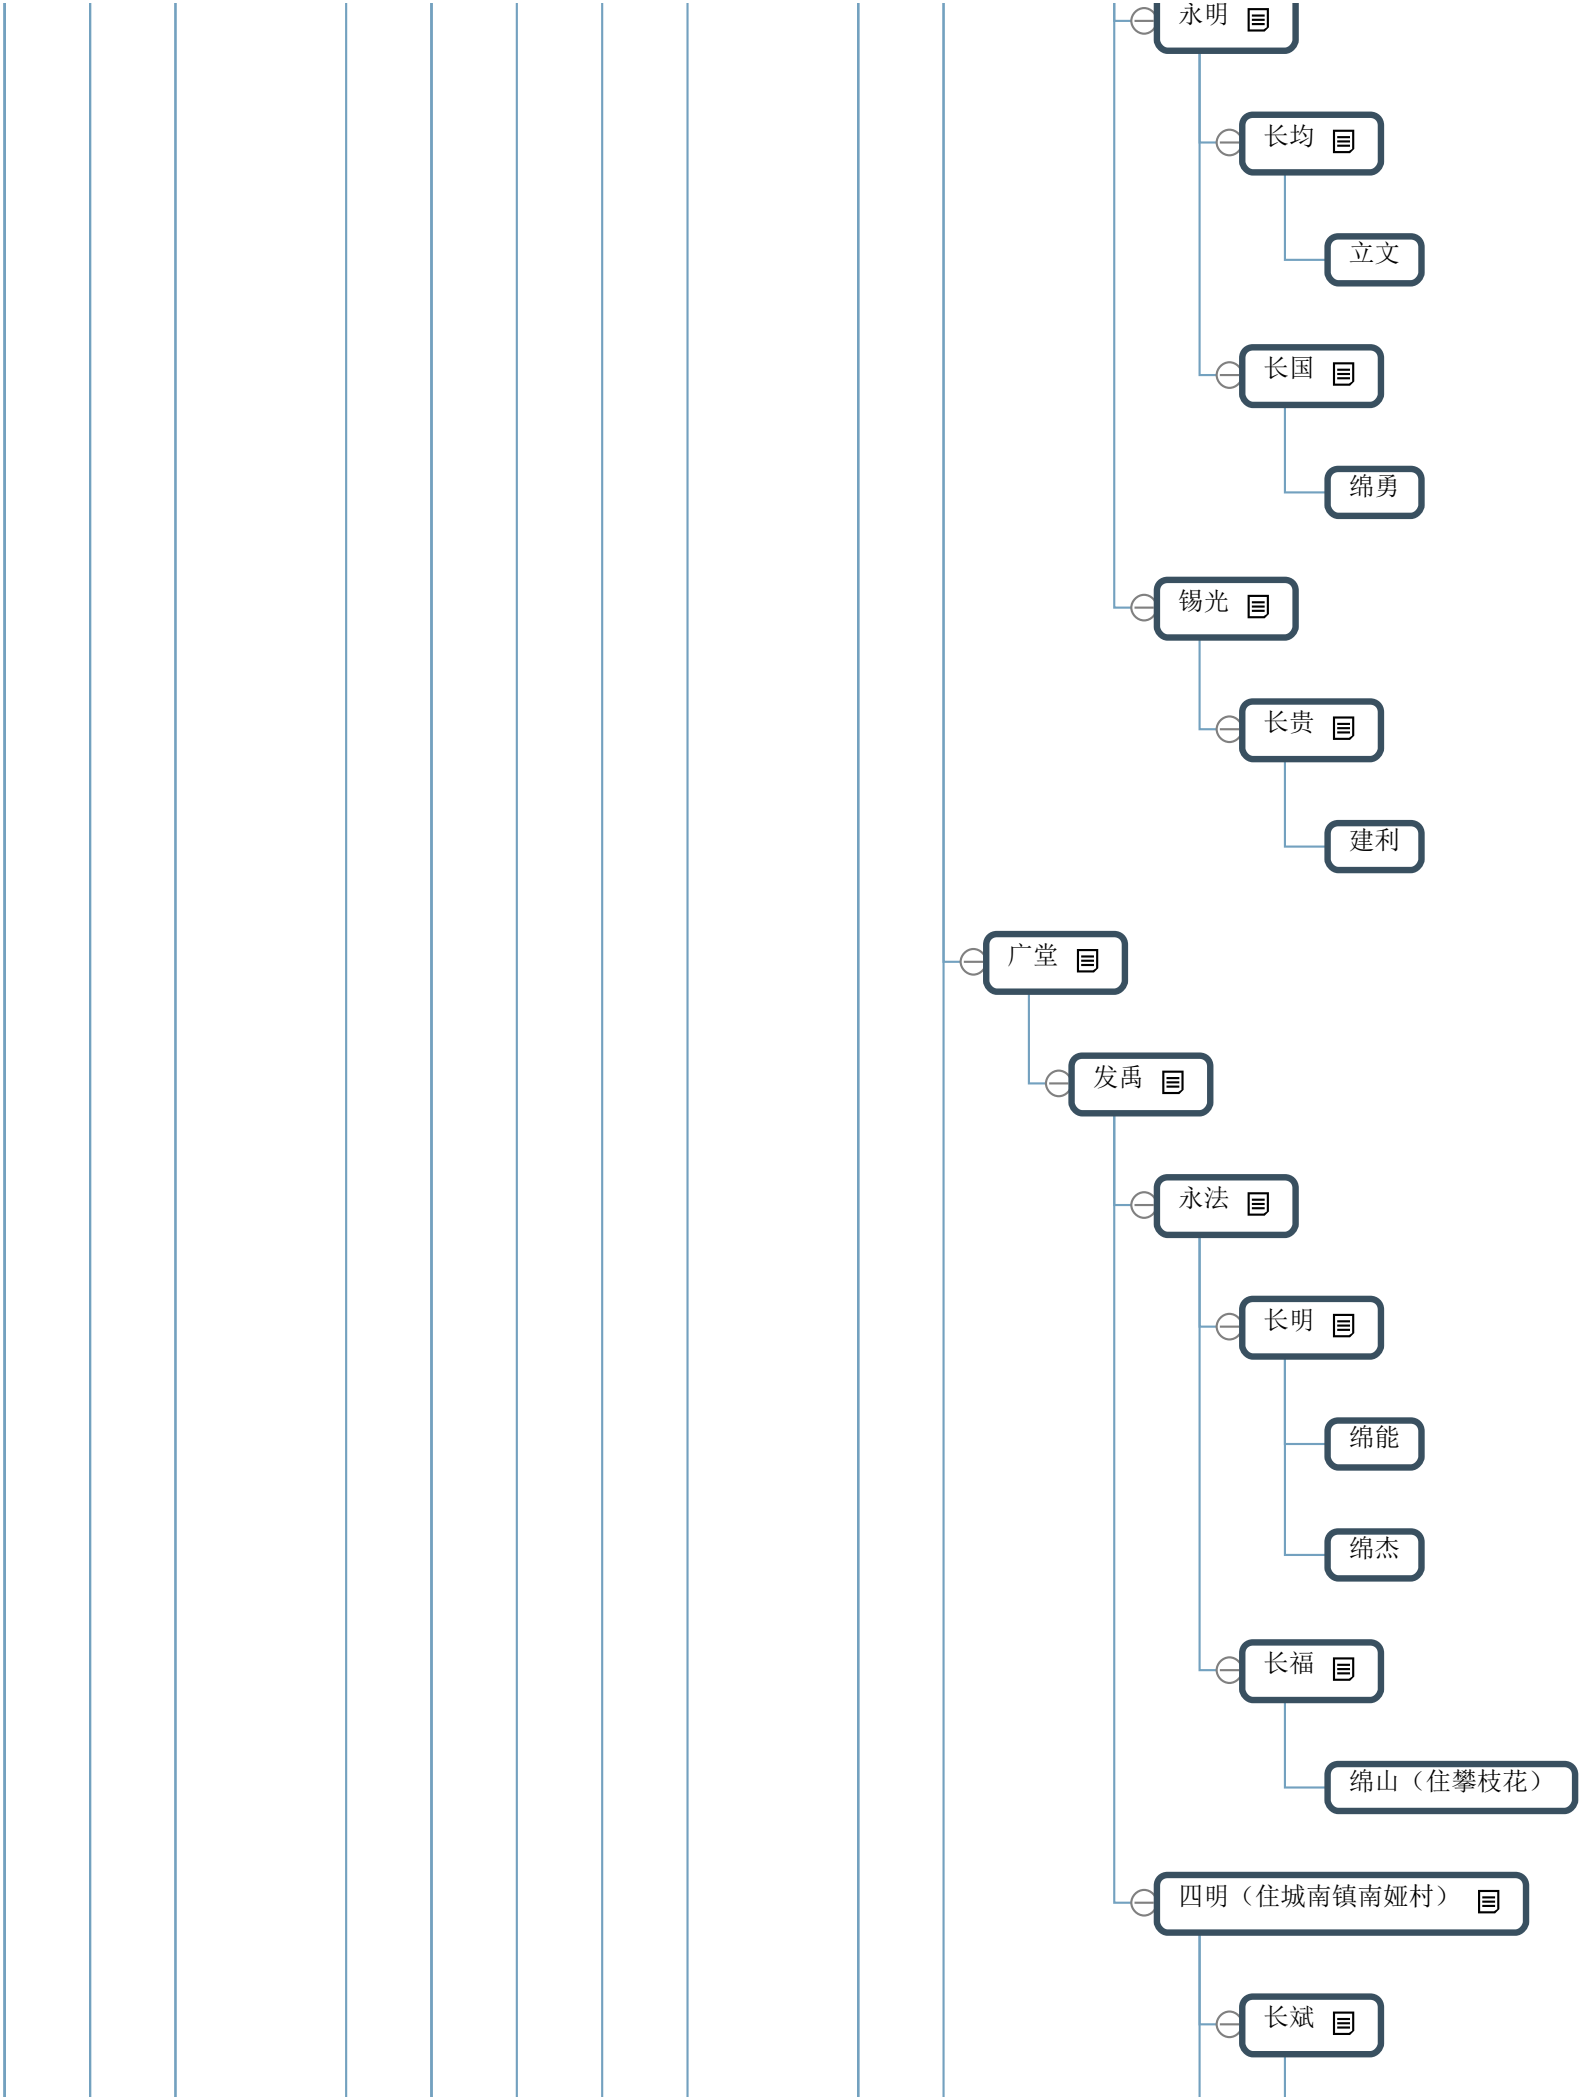 永明
长均
立文
长国
绵勇
锡光
长贵
建利
广堂
发禹
永法
长明
绵能
绵杰
长福
绵山（住攀枝花）
四明（住城南镇南娅村）
长斌